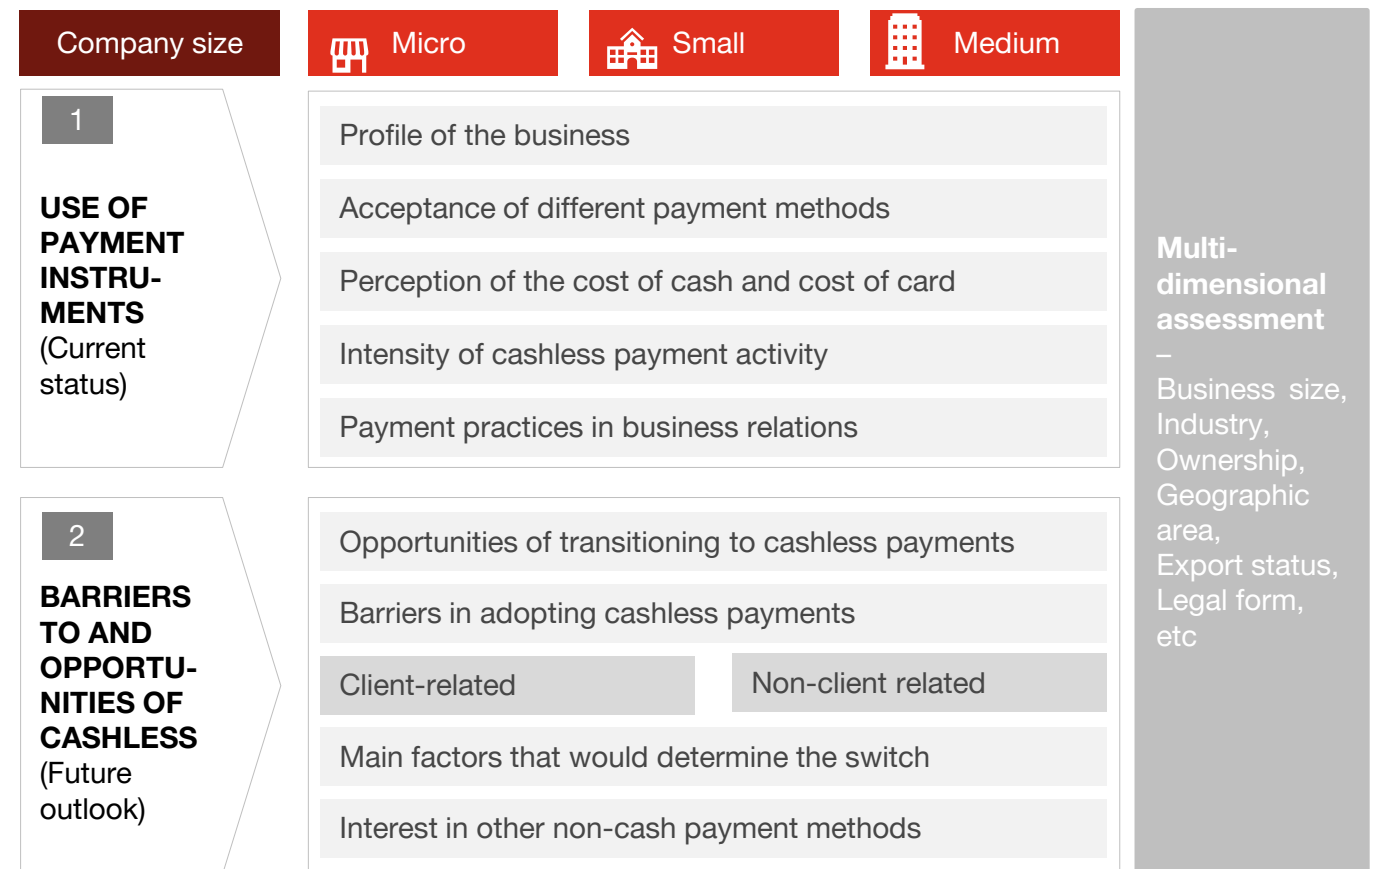 Company size
Micro
Small
Medium
1
USE OF
PAYMENT
INSTRU-
MENTS
(Current
status)
Profile of the business
Acceptance of different payment methods
Perception of the cost of cash and cost of card
Intensity of cashless payment activity
Payment practices in business relations
2
BARRIERS
TO AND
OPPORTU-
NITIES OF
CASHLESS
(Future
outlook)
Opportunities of transitioning to cashless payments
Barriers in adopting cashless payments
Client-related
Non-client related
Main factors that would determine the switch
Interest in other non-cash payment methods
Multi-
dimensional
assessment
–
Business size,
Industry,
Ownership,
Geographic
area,
Export status,
Legal form,
etc